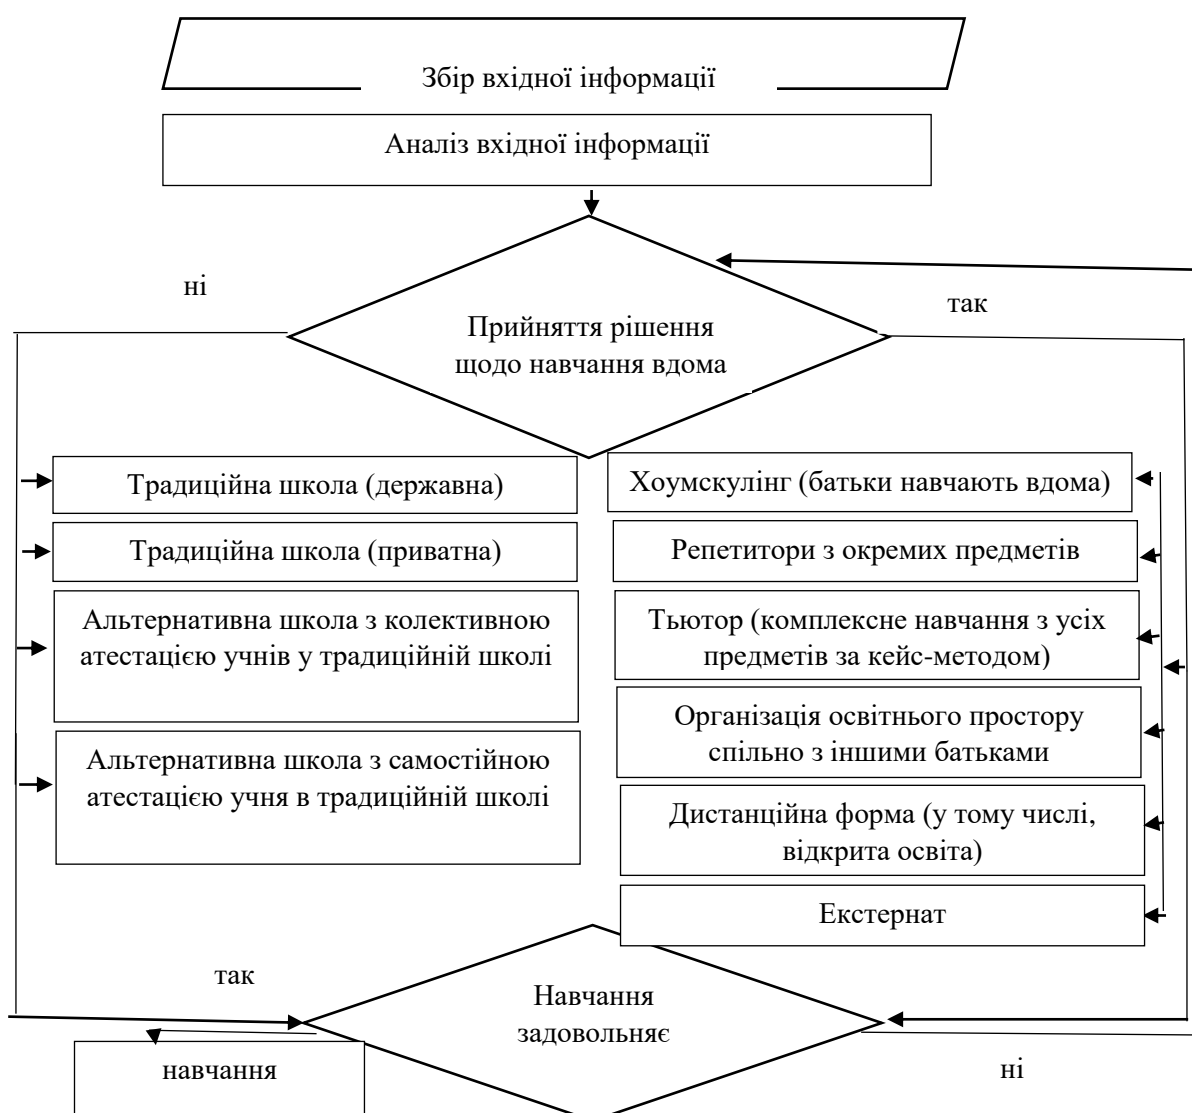 Збір вхідної інформації
Аналіз вхідної інформації
ні
так
Прийняття рішення
щодо навчання вдома
Традиційна школа (державна)
Традиційна школа (приватна)
Альтернативна школа з колективною
атестацією учнів у традиційній школі
Альтернативна школа з самостійною
атестацією учня в традиційній школі
Хоумскулінг (батьки навчають вдома)
Репетитори з окремих предметів
Тьютор (комплексне навчання з усіх
предметів за кейс-методом)
Організація освітнього простору
спільно з іншими батьками
Дистанційна форма (у тому числі,
відкрита освіта)
Екстернат
так
Навчання
задовольняє
навчання
ні